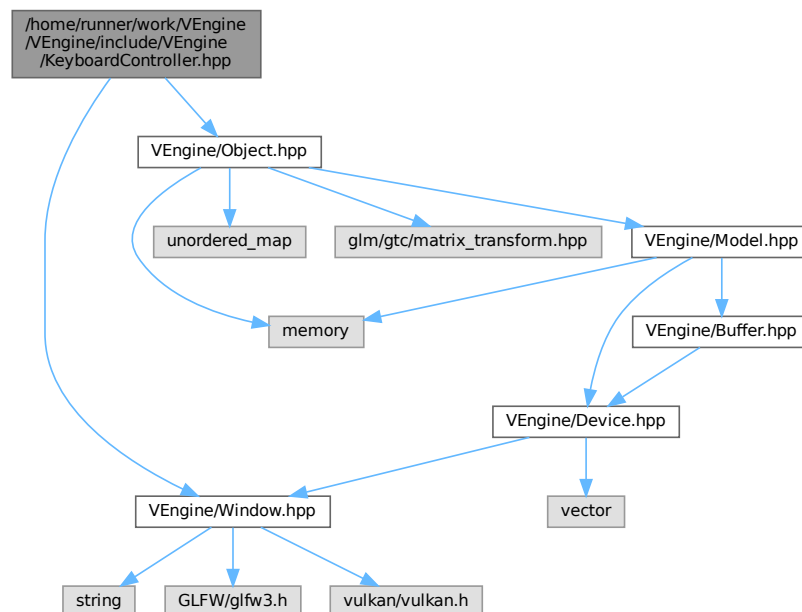 /home/runner/work/VEngine
/VEngine/include/VEngine
/KeyboardController.hpp
VEngine/Object.hpp
unordered_map
glm/gtc/matrix_transform.hpp
VEngine/Model.hpp
memory
VEngine/Buffer.hpp
VEngine/Device.hpp
VEngine/Window.hpp
vector
string
GLFW/glfw3.h
vulkan/vulkan.h